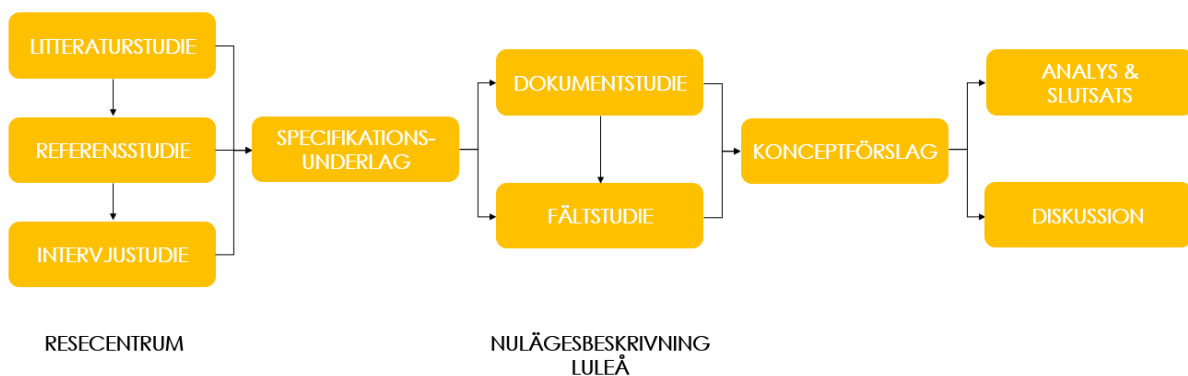 LITTERATURSTUDIE
REFERENSSTUDIE
INTERVJUSTUDIE
SPECIFIKATIONS-
UNDERLAG
DOKUMENTSTUDIE
FÄLTSTUDIE
KONCEPTFÖRSLAG
ANALYS &
SLUTSATS
DISKUSSION
RESECENTRUM
NULÄGESBESKRIVNING
LULEÅ